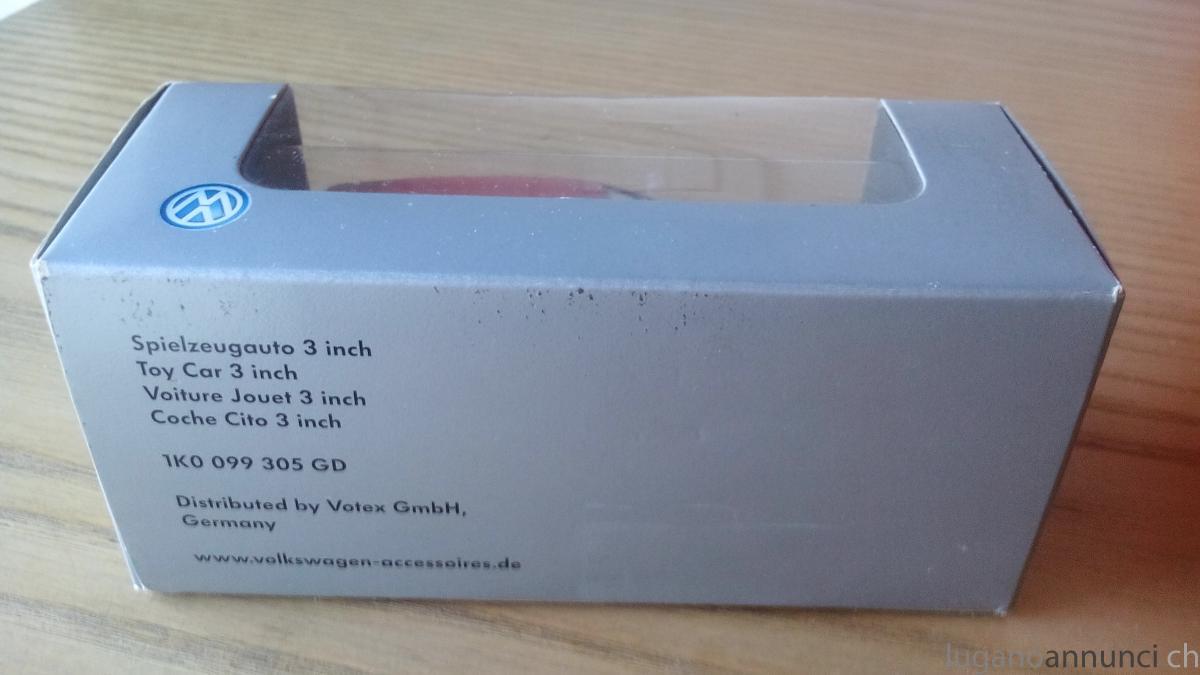 Spielzeugauto 3 inch
Toy Car 3 inch
Voiture Jouet 3 inch
Coche Cito 3 inch
1K0 099 305 GD
Distributed by Votex GmbH,
Germany
www.volkswagen-accessoires.de
luganoannunci ch